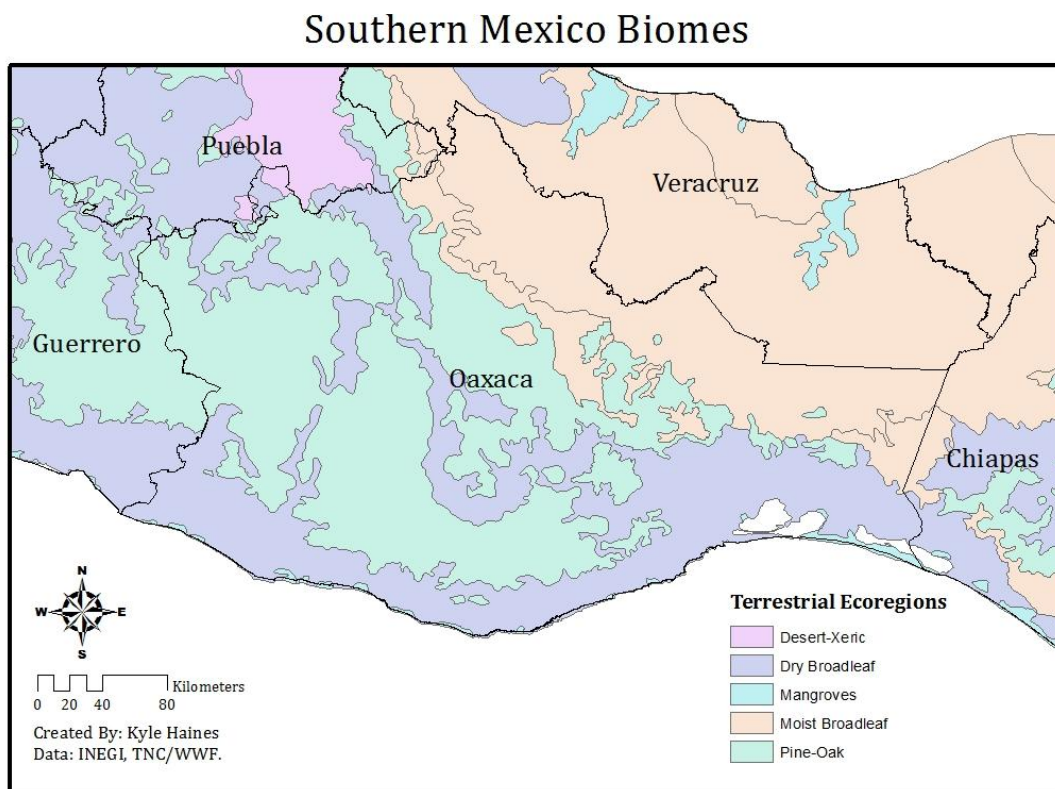 Southern Mexico Biomes
Puebla
Veracruz
Guerrero
Oaxaca
Chiapas
N
W E
S
Kilometers
0 20 40 80
Created By: Kyle Haines
Data: INEGI, TNC/WWF.
Terrestrial Ecoregions
Desert-Xeric
Dry Broadleaf
Mangroves
Moist Broadleaf
Pine-Oak